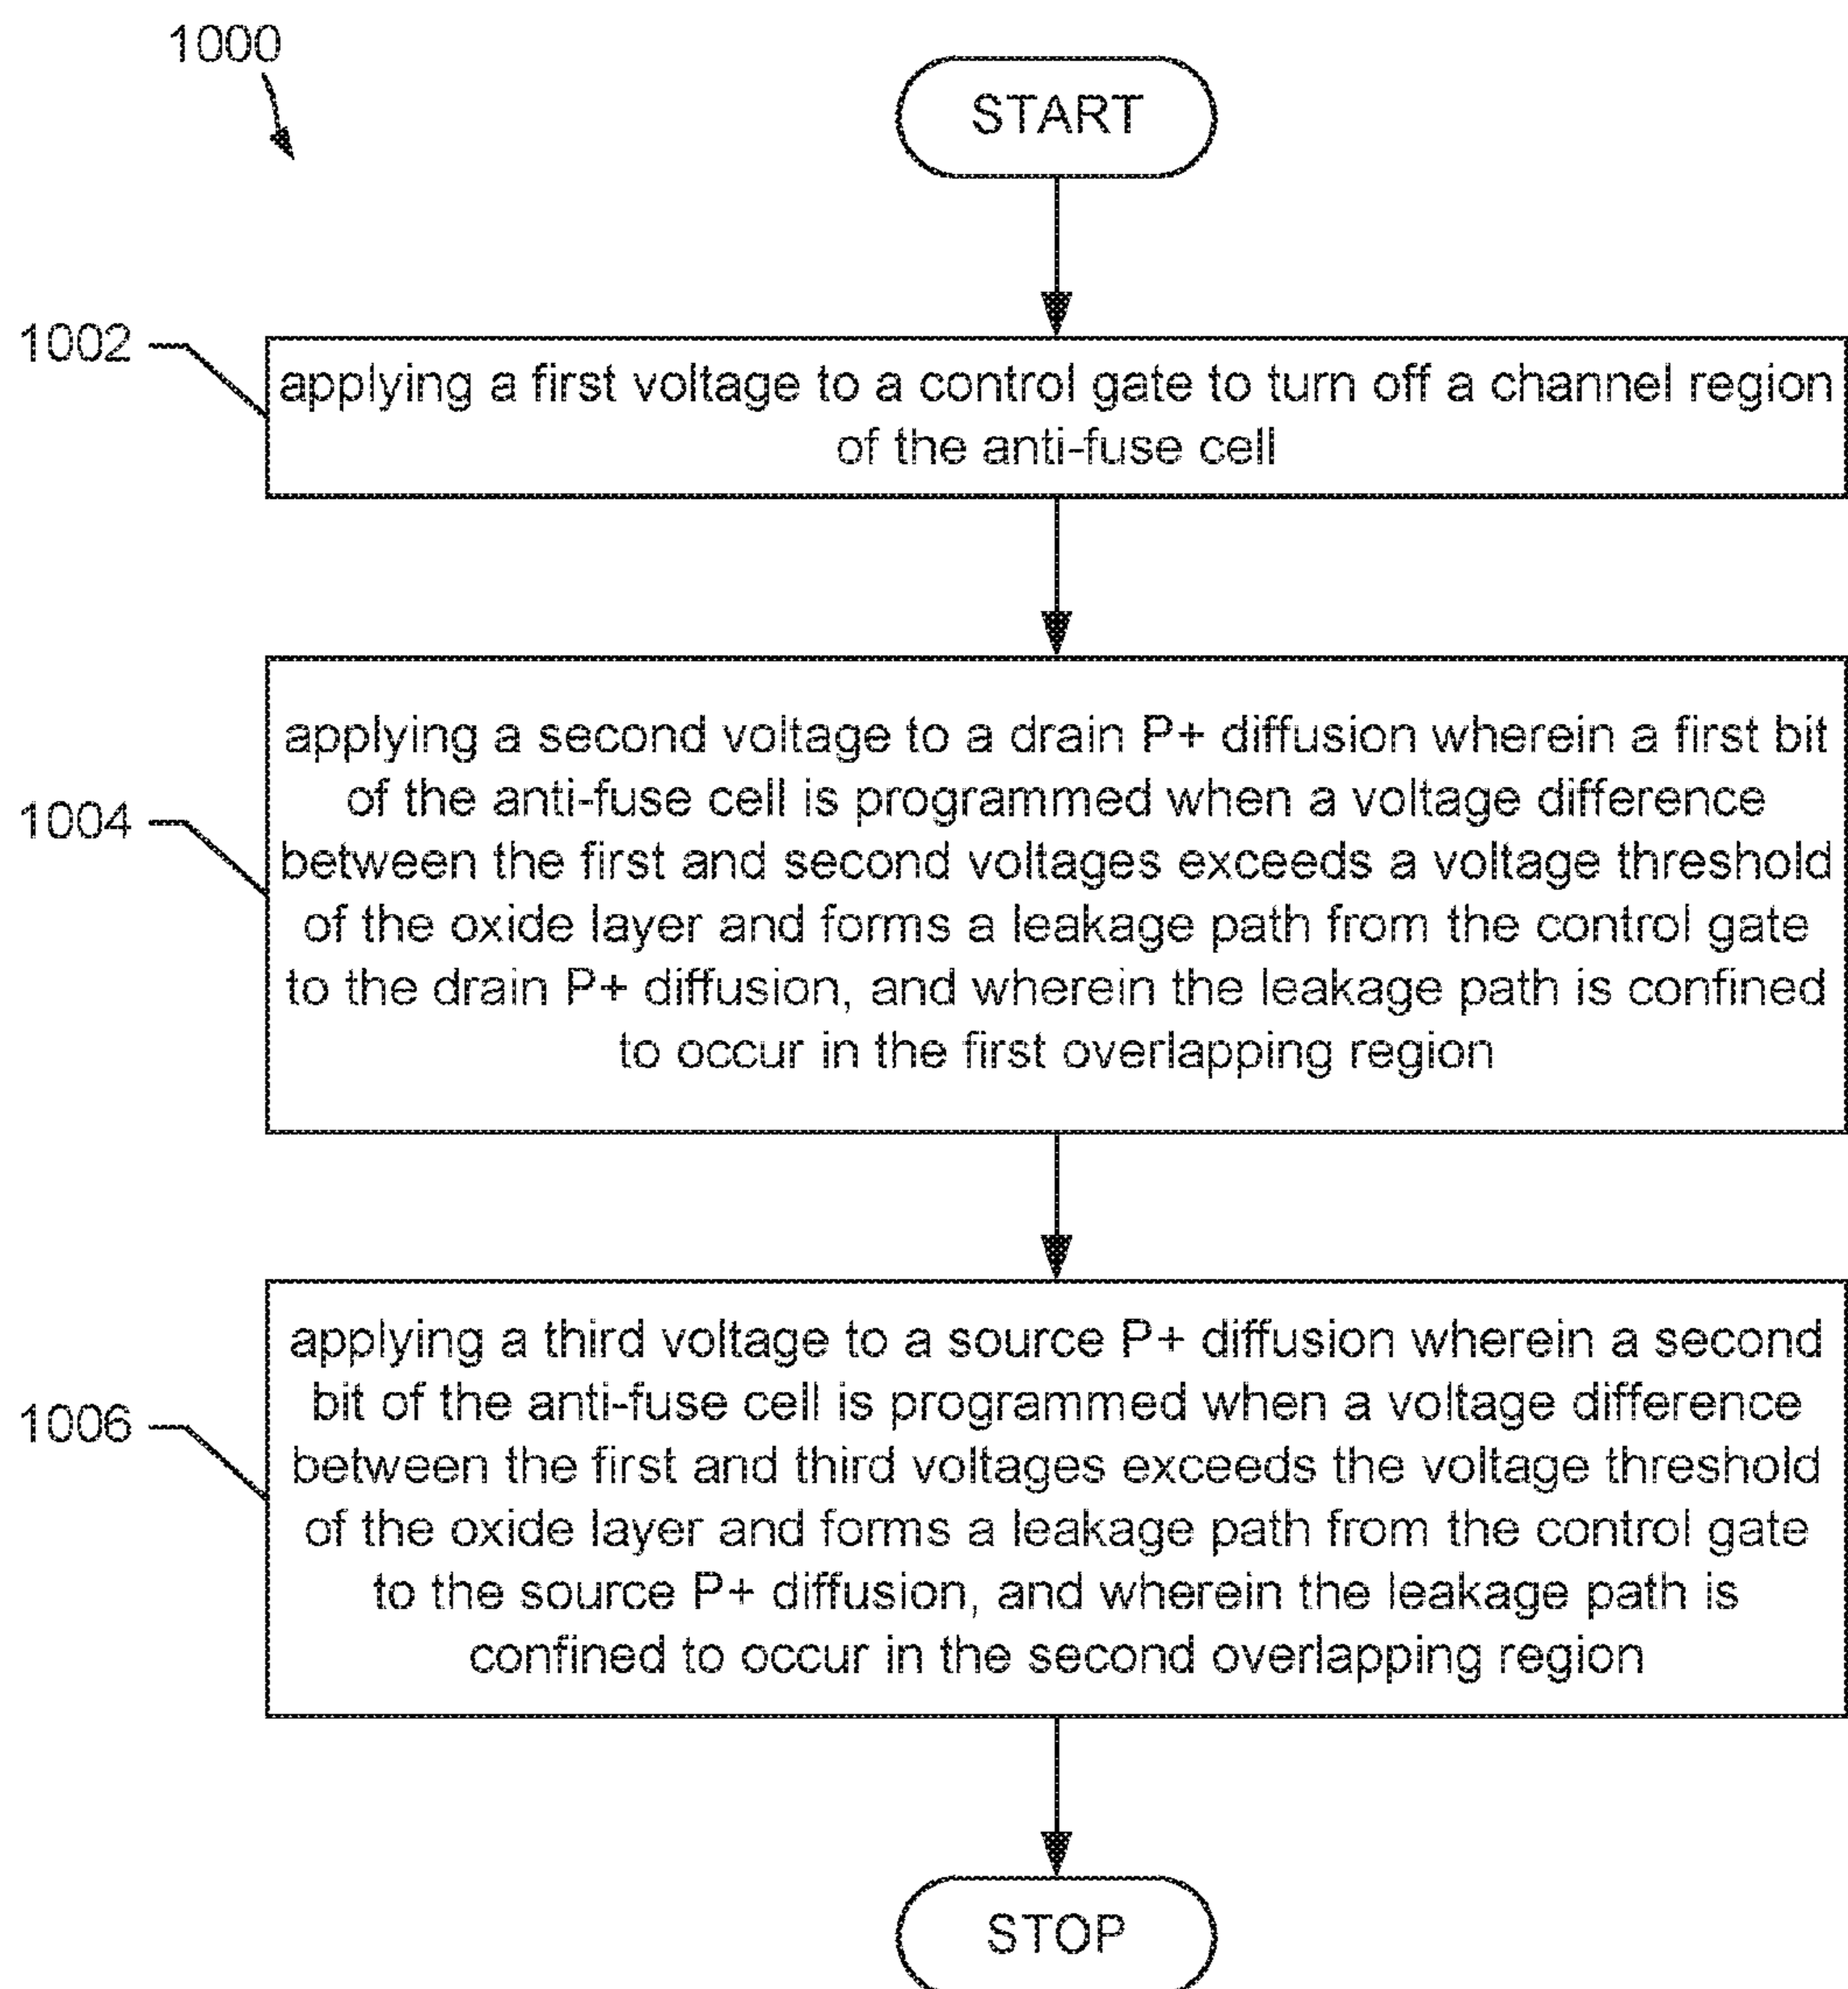 1000
START
1002
applying a first voltage to a control gate to turn off a channel region
of the anti-fuse cell
1004
applying a second voltage to a drain P+ diffusion wherein a first bit
of the anti-fuse cell is programmed when a voltage difference
between the first and second voltages exceeds a voltage threshold
of the oxide layer and forms a leakage path from the control gate
to the drain P+ diffusion, and wherein the leakage path is confined
to occur in the first overlapping region
1006
applying a third voltage to a source P+ diffusion wherein a second
bit of the anti-fuse cell is programmed when a voltage difference
between the first and third voltages exceeds the voltage threshold
of the oxide layer and forms a leakage path from the control gate
to the source P+ diffusion, and wherein the leakage path is
confined to occur in the second overlapping region
STOP